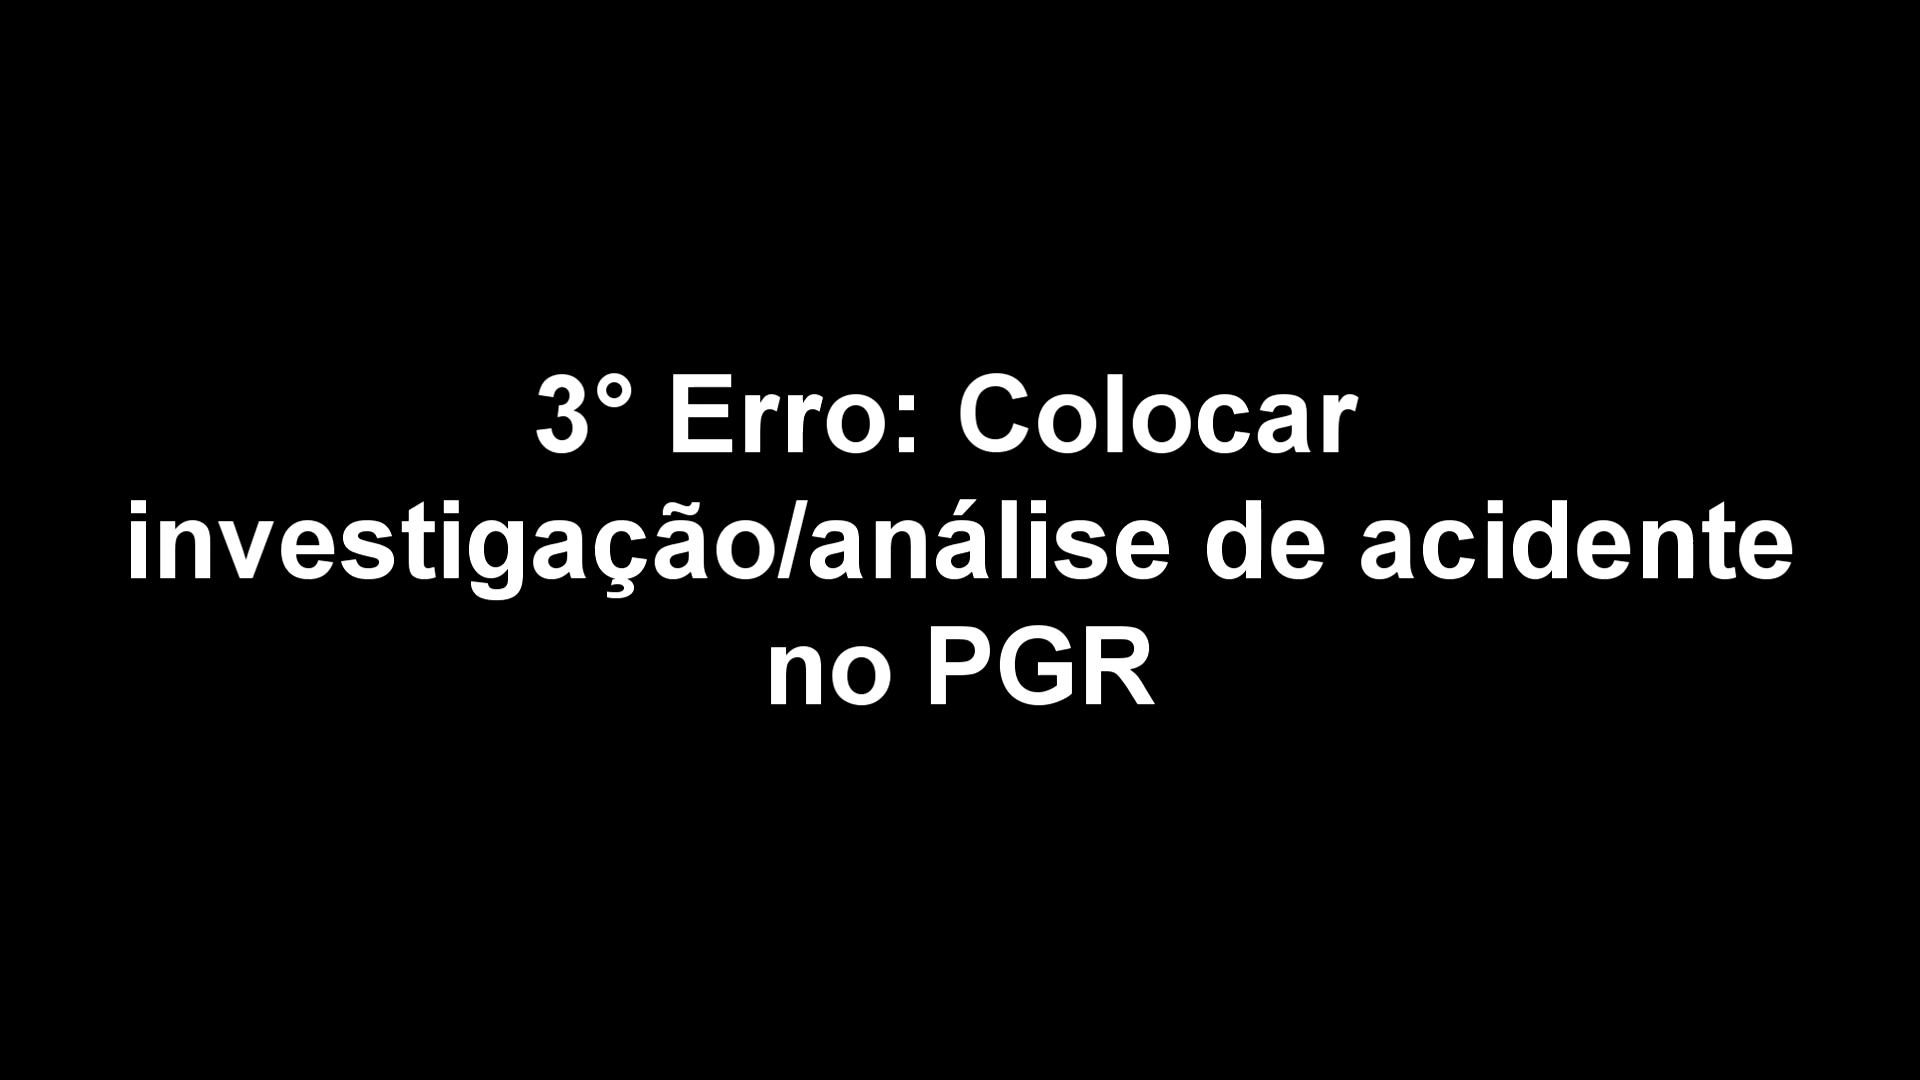 3° Erro: Colocar
investigação/análise de acidente
no PGR